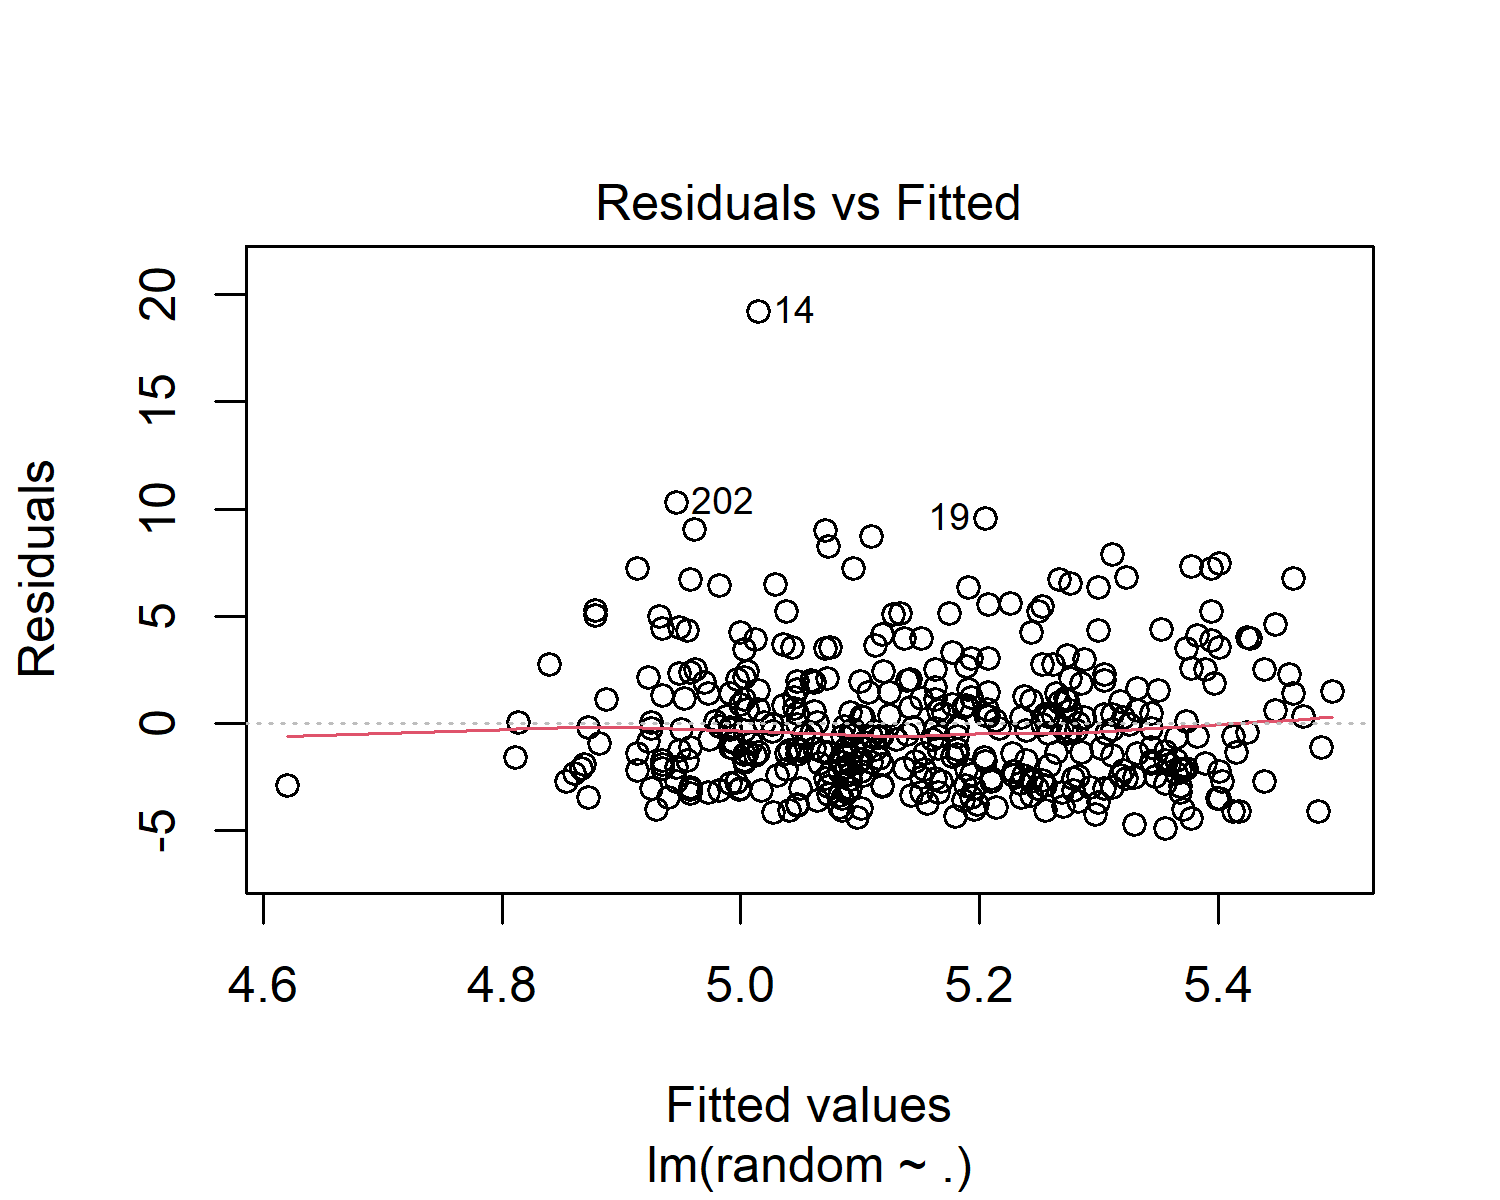 Residuals vs Fitted
Residuals
20
15
10
5
0
-5
14
202
19
4.6 4.8 5.0 5.2 5.4
Fitted values
lm(random ~ .)